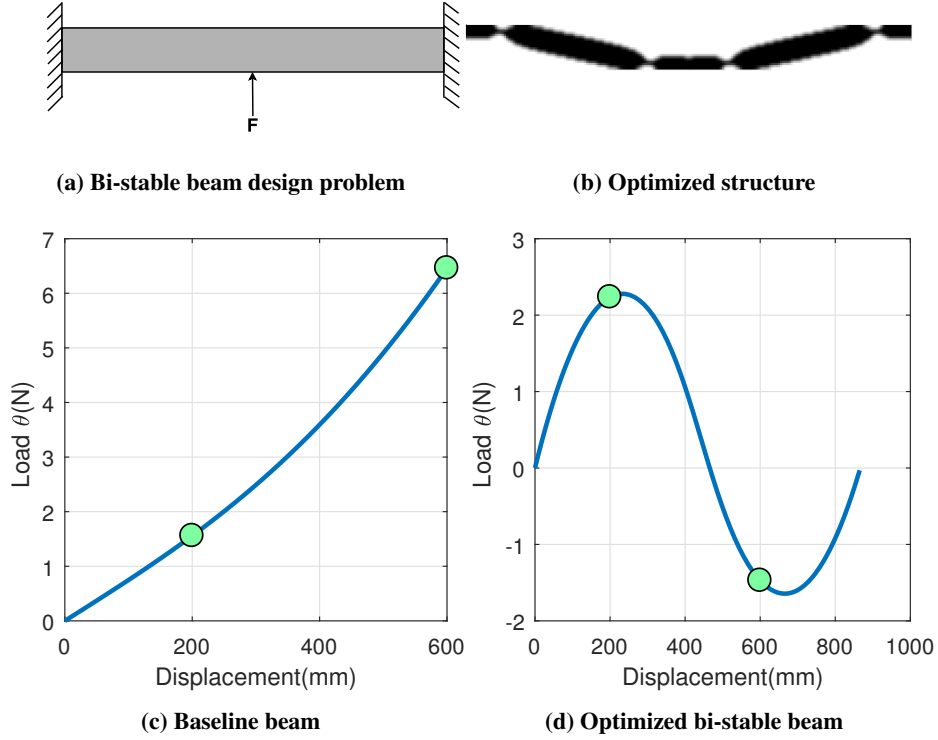 F
(a) Bi-stable beam design problem
(b) Optimized structure
7
6
5
4
3
2
1
0
Load θ(N)
0 200 400 600
Displacement(mm)
(c) Baseline beam
3
2
1
0
-1
-2
Load θ(N)
0 200 400 600 800 1000
Displacement(mm)
(d) Optimized bi-stable beam